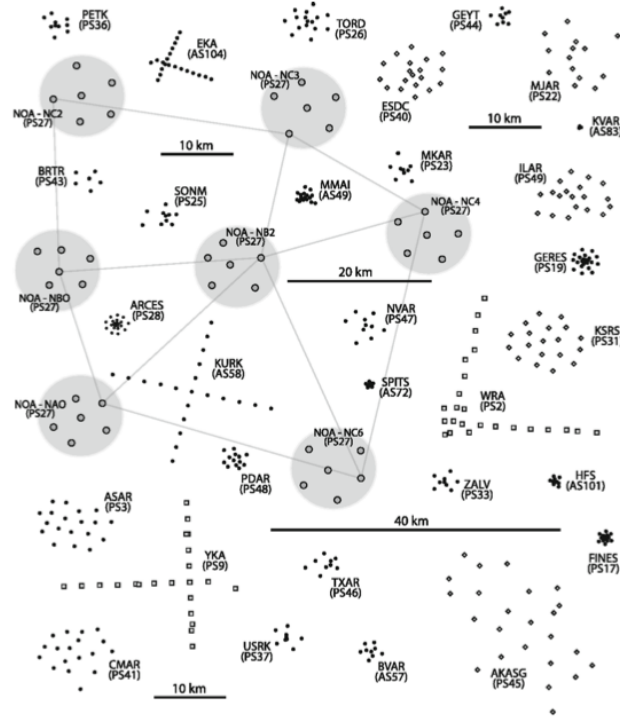 PETK
(PS36)
EKA
(AS104)
TORD
(PS26)
GEYT
(PS44)
MJAR
(PS22)
NOA - NC2
(PS27)
NOA - NC3
(PS27)
ESDC
(PS40)
10 km
KVAR
(AS83)
10 km
BRTR
(PS43)
SONM
(PS25)
MMAI
(AS49)
MKAR
(PS23)
ILAR
(PS49)
NOA - NC4
(PS27)
NOA - NB2
(PS27)
GERES
(PS19)
20 km
NOA - NBO
(PS27)
ARCES
(PS28)
NVAR
(PS47)
KSRS
(PS31)
KURK
(AS58)
SPITS
(AS72)
WRA
(PS2)
NOA - NAO
(PS27)
NOA - NC6
(PS27)
PDAR
(PS48)
ZALV
(PS33)
HFS
(AS101)
ASAR
(PS3)
40 km
YKA
(PS9)
FINES
(PS17)
TXAR
(PS46)
CMAR
(PS41)
USRK
(PS37)
BVAR
(AS57)
AKASG
(PS45)
10 km